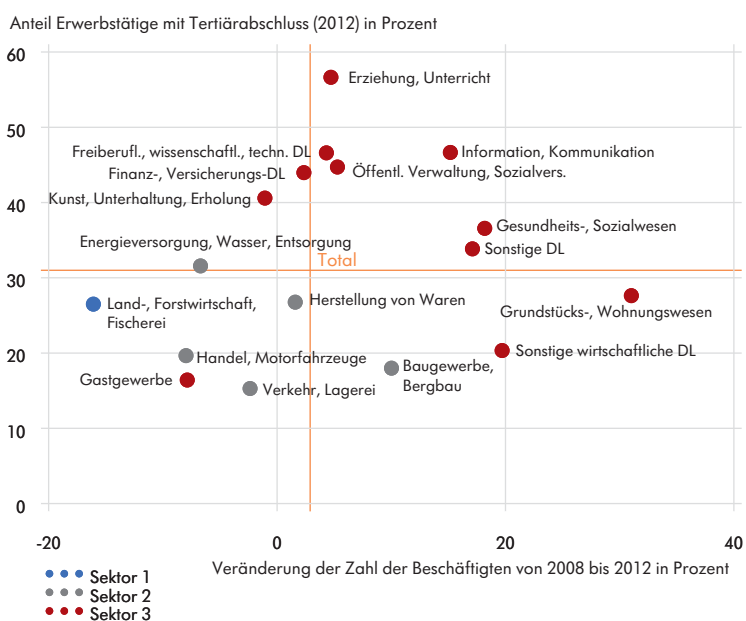 Anteil Erwerbstätige mit Tertiärabschluss (2012) in Prozent
60
Erziehung, Unterricht
50
Freiberufl., wissenschaftl., techn. DL
Information, Kommunikation
Finanz-, Versicherungs-DL
Öffentl. Verwaltung, Sozialvers.
40
Kunst, Unterhaltung, Erholung
Gesundheits-, Sozialwesen
Energieversorgung, Wasser, Entsorgung
Sonstige DL
Total
30
Land-, Forstwirtschaft,
Fischerei
Herstellung von Waren
Grundstücks-, Wohnungswesen
20
Handel, Motorfahrzeuge
Sonstige wirtschaftliche DL
Gastgewerbe
Verkehr, Lagerei
Baugewerbe,
Bergbau
10
0
-20
0
20
40
Veränderung der Zahl der Beschäftigten von 2008 bis 2012 in Prozent
Sektor 1
Sektor 2
Sektor 3